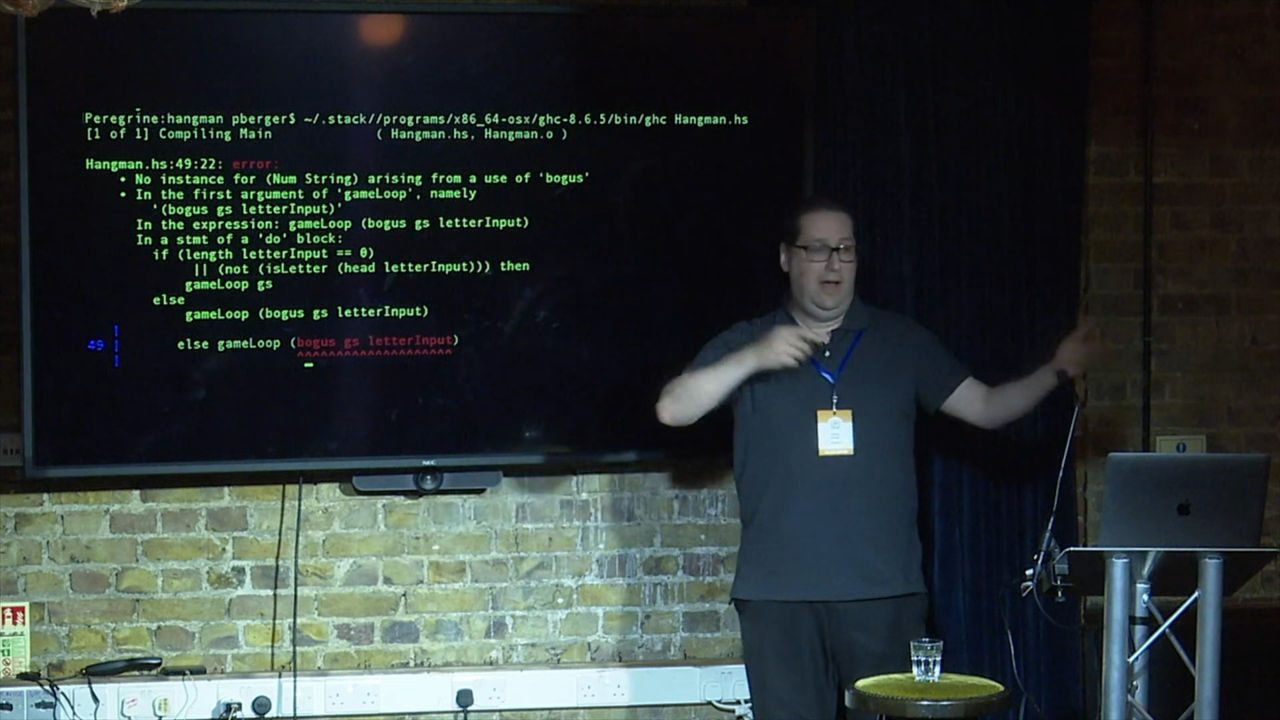 Peregrine:hangman pberger$ ~/.stack//programs/x86_64-osx/ghc-8.6.5/bin/ghc Hangman.hs
[1 of 1] Compiling Main ( Hangman.hs, Hangman.o )
Hangman.hs:49:22: error:
• No instance for (Num String) arising from a use of ‘bogus’
• In the first argument of ‘gameLoop’, namely
‘(bogus gs letterInput)’
In the expression: gameLoop (bogus gs letterInput)
In a stmt of a 'do' block:
if (length letterInput == 0)
|| (not (isLetter (head letterInput))) then
gameLoop gs
else
gameLoop (bogus gs letterInput)
|
49 | else gameLoop (bogus gs letterInput)
| ^^^^^^^^^^^^^^^^^^^^
NEC